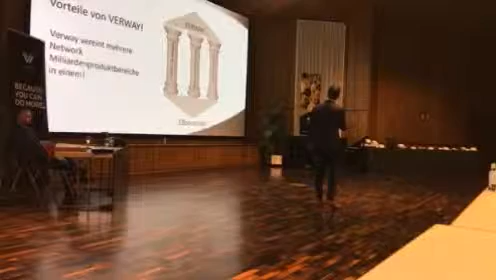 Vorteile von VERWAY!
Verway vereint mehrere
Network
Milliardenproduktbereiche
in einem!
BECAUSE
YOU CAN
DO MORE.